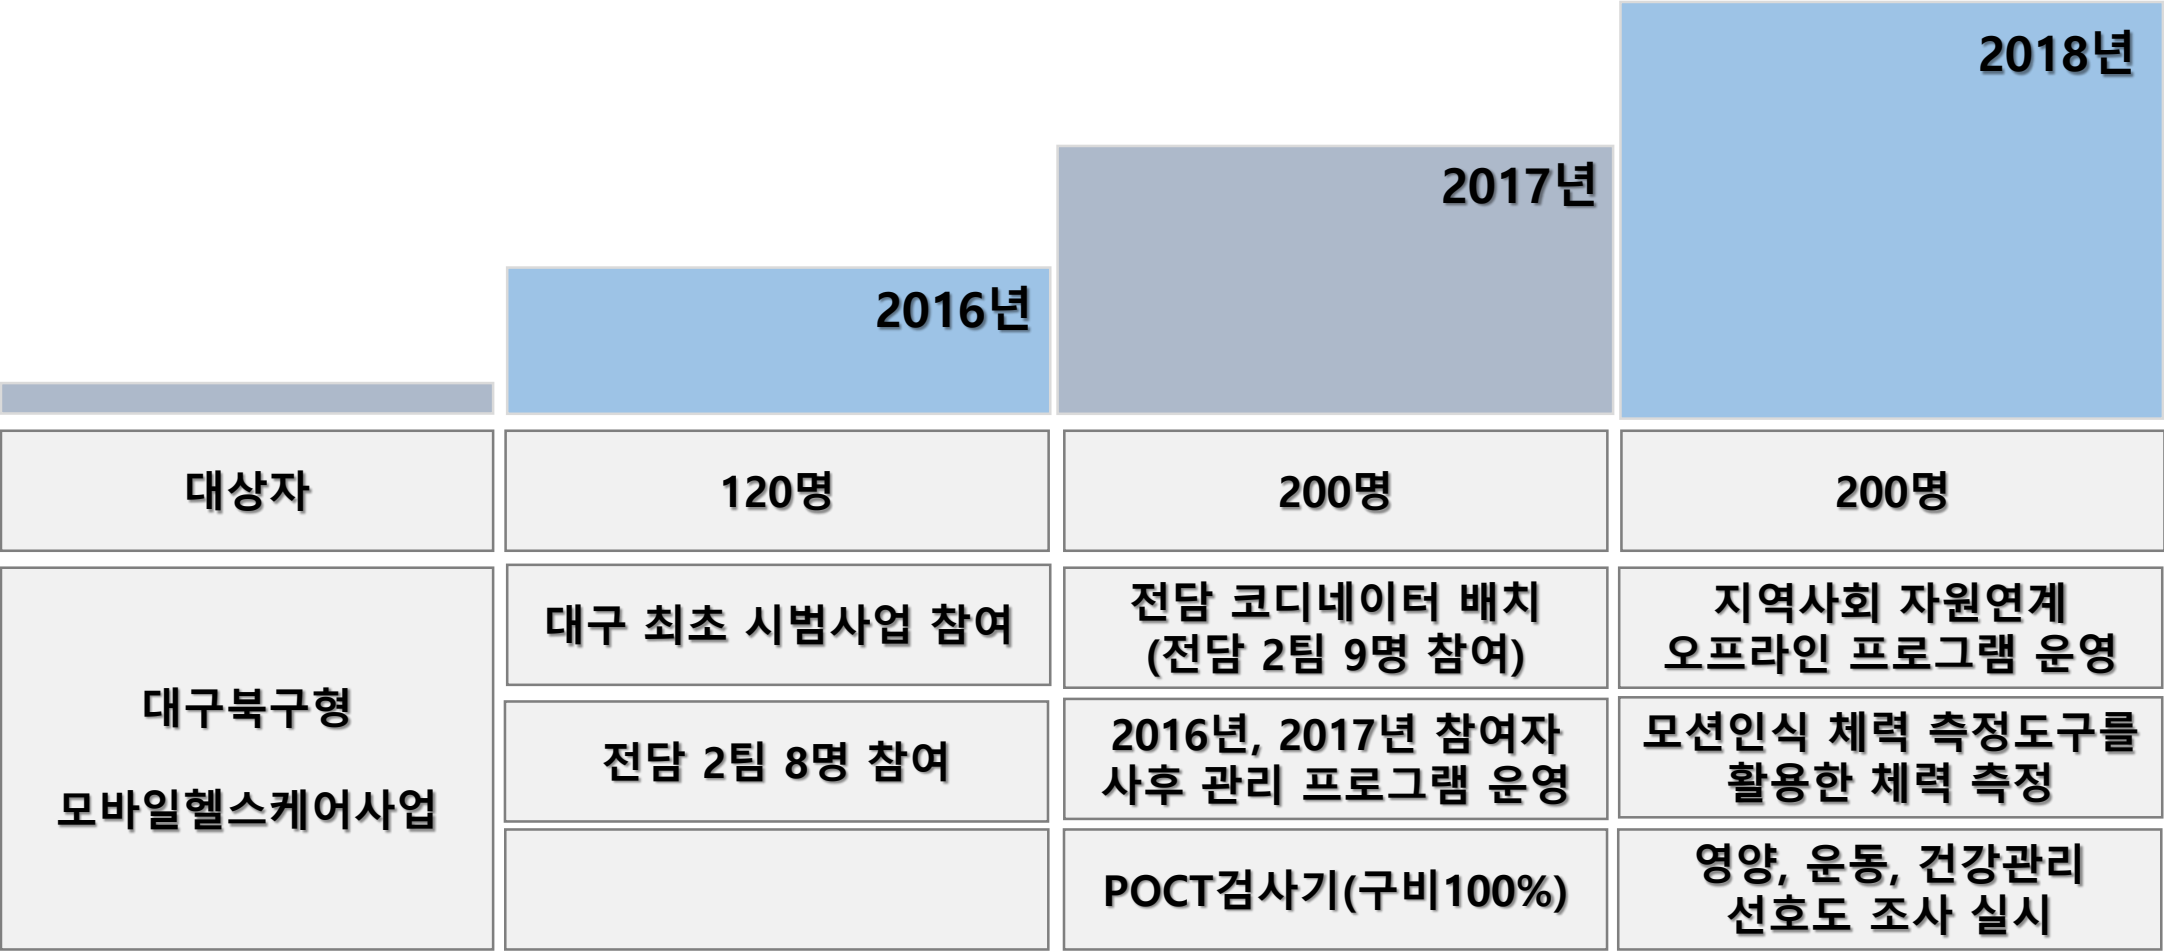 2018년
2017년
2016년
대상자
120명
200명
200명
대구북구형
모바일헬스케어사업
대구 최초 시범사업 참여
전담 2팀 8명 참여
전담 코디네이터 배치
(전담 2팀 9명 참여)
2016년, 2017년 참여자
사후 관리 프로그램 운영
POCT검사기(구비100%)
지역사회 자원연계
오프라인 프로그램 운영
모션인식 체력 측정도구를
활용한 체력 측정
영양, 운동, 건강관리
선호도 조사 실시